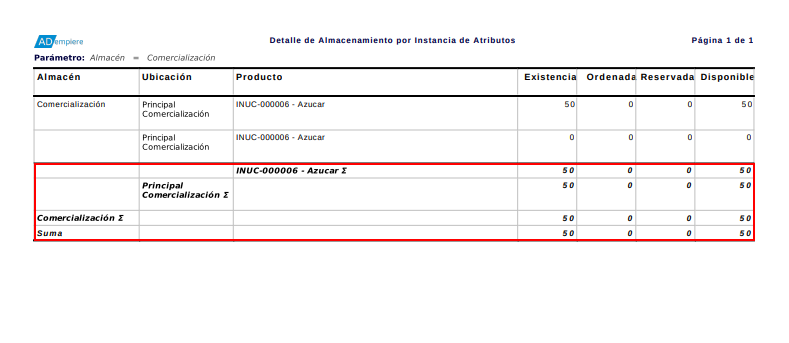 ADempiere Detalle de Almacenamiento por Instancia de Atributos Página 1 de 1
Parámetro: Almacén = Comercialización
Almacén Ubicación Producto Existencia Ordenada Reservada Disponible
Comercialización Principal INUC-000006 - Azucar 50 0 0 50
Comercialización
Principal INUC-000006 - Azucar 0 0 0 0
Comercialización
INUC-000006 - Azucar Σ 50 0 0 50
Principal 50 0 0 50
Comercialización Σ
Comercialización Σ 50 0 0 50
Suma 50 0 0 50